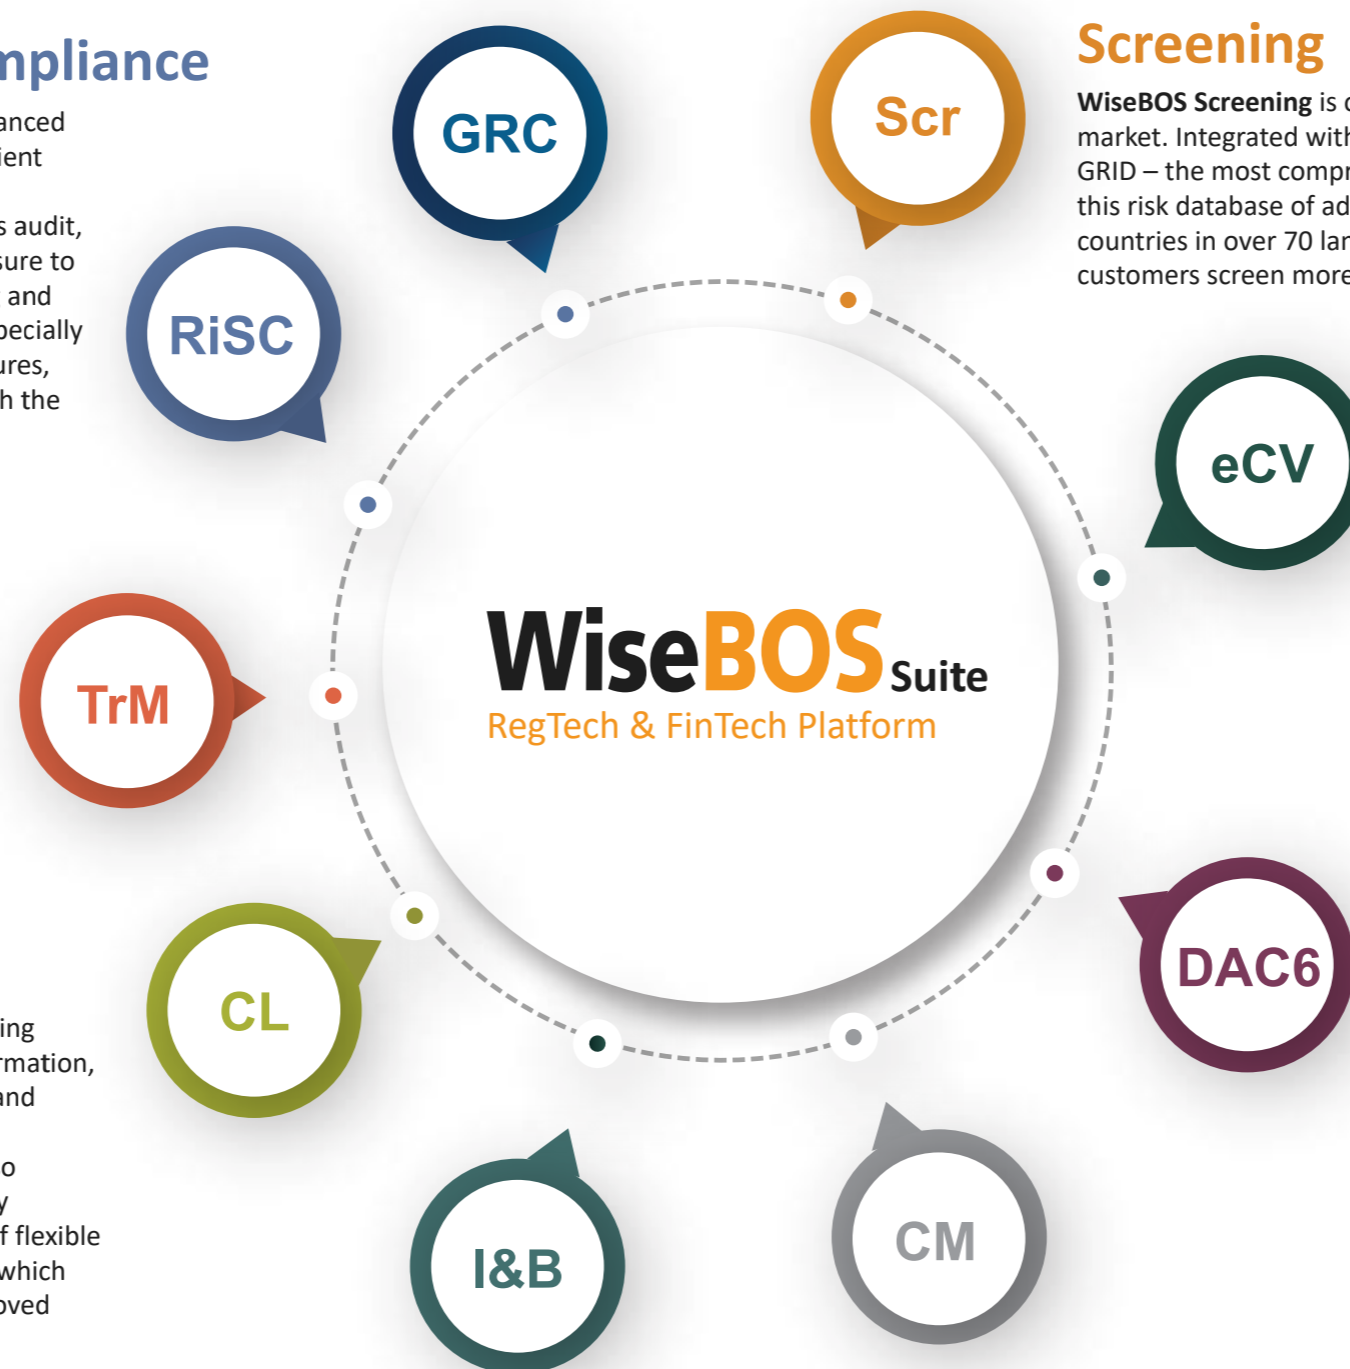 mpliance
anced
ient
s audit,
sure to
and
pecially
ures,
h the
GRC
Scr
Screening
WiseBOS Screening is
market. Integrated with
GRID – the most compr
this risk database of ad
countries in over 70 lan
customers screen more
RiSC
eCV
TrM
WiseBOS Suite
RegTech & FinTech Platform
DAC6
CL
ing
rmation,
and
so
y
f flexible
which
oved
I&B
CM